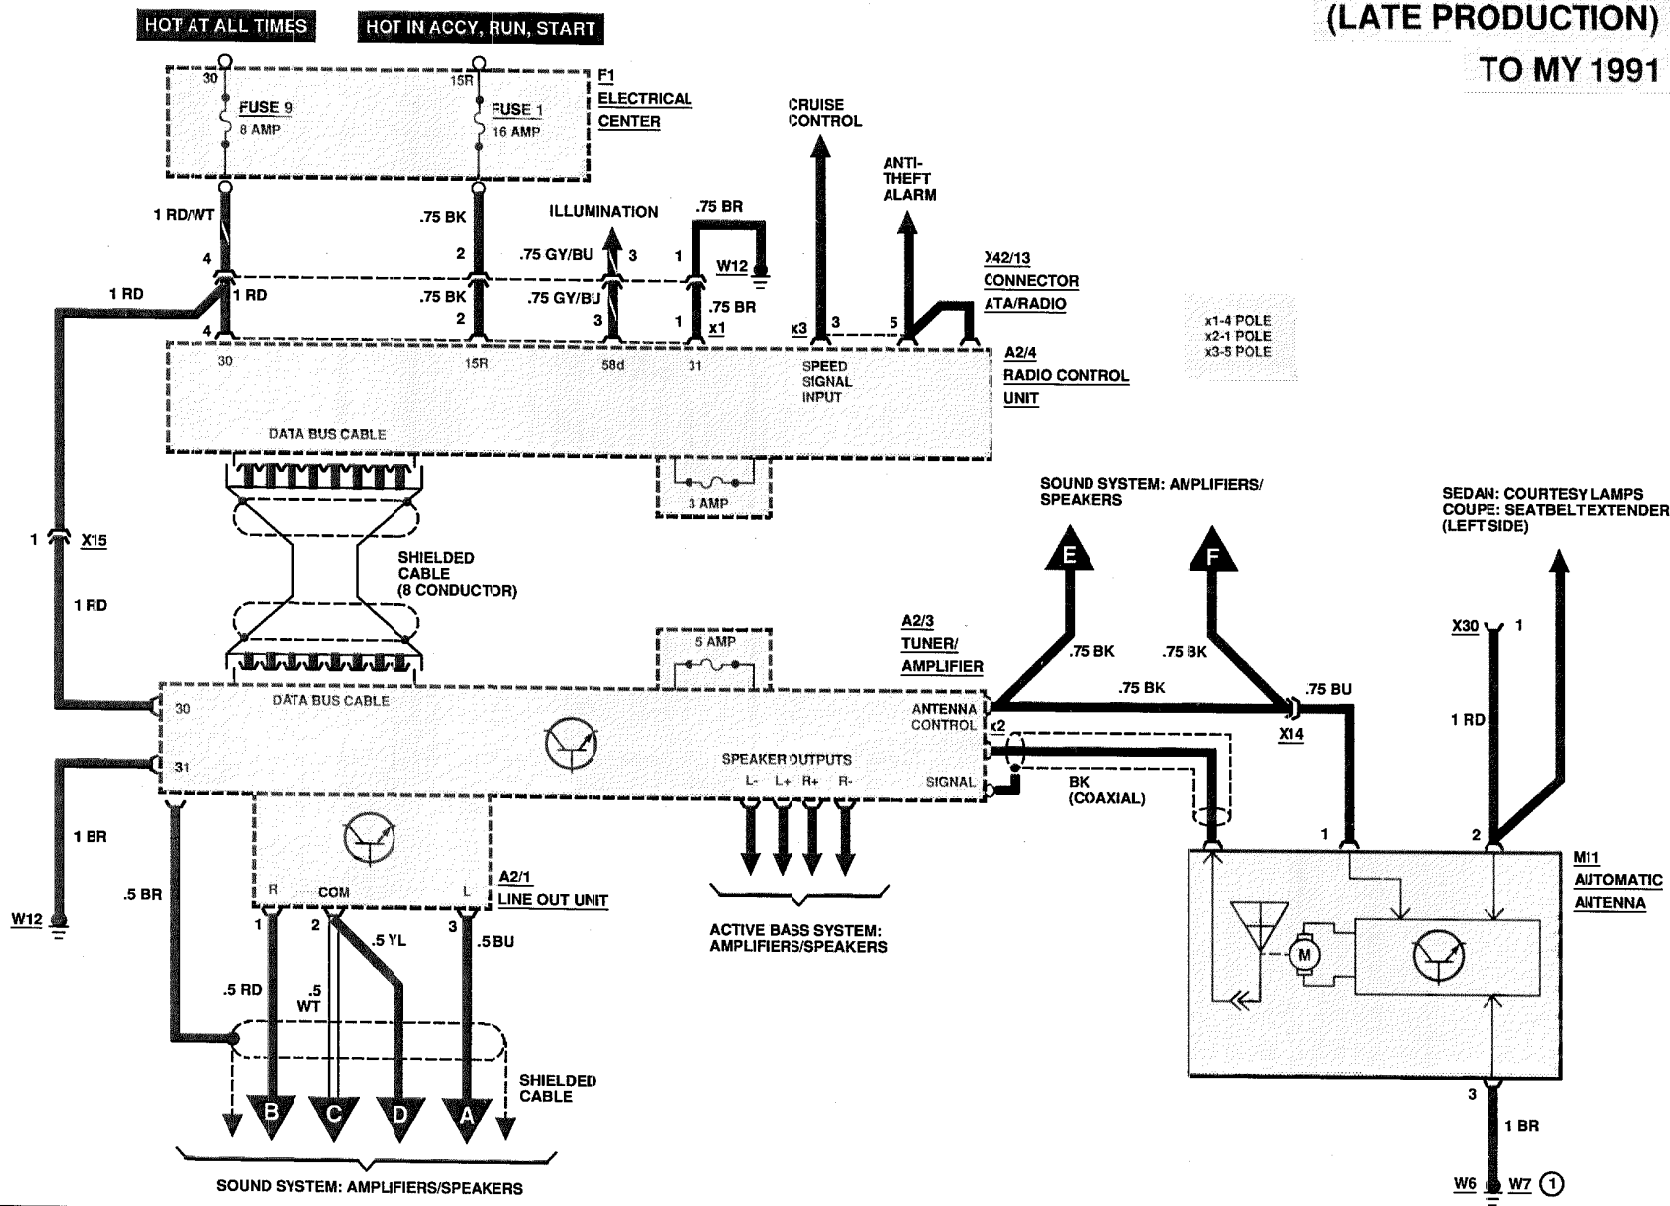 (LATE PRODUCTION)
TO MY 1991
HOT AT ALL TIMES
HOT IN ACCY, RUN, START
30
FUSE 9
8 AMP
15R
FUSE 1
16 AMP
F1
ELECTRICAL
CENTER
CRUISE
CONTROL
ANTI-
THEFT
ALARM
1 RD/WT
4
.75 BK
2
ILLUMINATION
.75 GY/BU
3
.75 BR
1
W12
X42/13
CONNECTOR
ATA/RADIO
1 RD
1 RD
4
.75 BK
2
.75 GY/BU
3
.75 BR
1
x1
x3
3
5
x1-4 POLE
x2-1 POLE
x3-5 POLE
30
15R
58d
31
SPEED
SIGNAL
INPUT
A2/4
RADIO CONTROL
UNIT
DATA BUS CABLE
3 AMP
1
X15
1 RD
SHIELDED
CABLE
(8 CONDUCTOR)
SOUND SYSTEM: AMPLIFIERS/
SPEAKERS
E
F
SEDAN: COURTESY LAMPS
COUPE: SEATBELT EXTENDER
(LEFT SIDE)
5 AMP
A2/3
TUNER/
AMPLIFIER
.75 BK
.75 BK
X30
1
30
DATA BUS CABLE
ANTENNA
CONTROL
.75 BK
.75 BU
1 RD
x2
X14
31
SPEAKER OUTPUTS
L-
L+
R+
R-
SIGNAL
BK
(COAXIAL)
1 BR
1
2
M11
AUTOMATIC
ANTENNA
.5 BR
W12
R
COM
L
A2/1
LINE OUT UNIT
1
2
3
.5 YL
.5 BU
ACTIVE BASS SYSTEM:
AMPLIFIERS/SPEAKERS
M
.5 RD
.5
WT
SHIELDED
CABLE
B
C
D
A
3
1 BR
SOUND SYSTEM: AMPLIFIERS/SPEAKERS
W6
W7
1